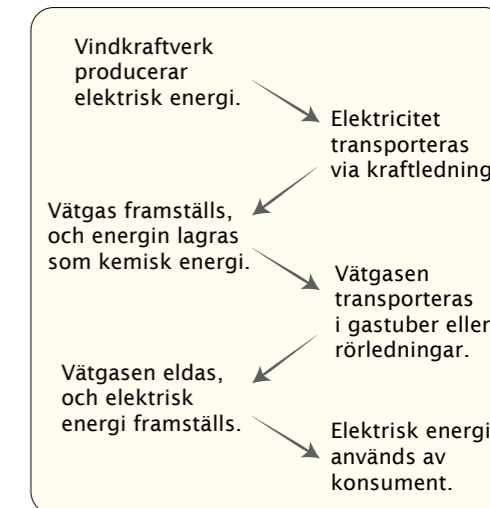 Vindkraftverk
producerar
elektrisk energi.
Elektricitet
transporteras
via kraftledning
Vätgas framställs,
och energin lagras
som kemisk energi.
Vätgasen
transporteras
i gastuber eller
rörledningar.
Vätgasen eldas,
och elektrisk
energi framställs.
Elektrisk energi
används av
konsument.